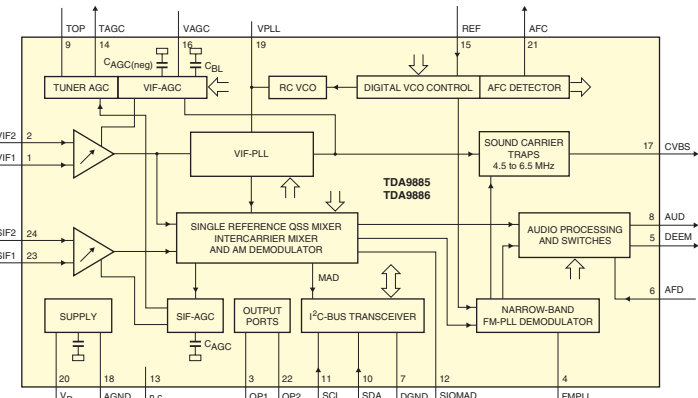 TOP TAGC VAGC VPLL REF AFC
9 14 16 19 15 21
CAGC(neg) CBL
TUNER AGC VIF-AGC RC VCO DIGITAL VCO CONTROL AFC DETECTOR
VIF2 2
VIF1 1
VIF-PLL
SOUND CARRIER
TRAPS
4.5 to 6.5 MHz
17 CVBS
TDA9885
TDA9886
SIF2 24
SIF1 23
SINGLE REFERENCE QSS MIXER
INTERCARRIER MIXER
AND AM DEMODULATOR
AUDIO PROCESSING
AND SWITCHES
8 AUD
5 DEEM
MAD
6 AFD
SUPPLY
SIF-AGC
CAGC
OUTPUT
PORTS
I2C-BUS TRANSCEIVER
NARROW-BAND
FM-PLL DEMODULATOR
20 18 13 3 22 11 10 7 12 4
AGND n.c. OP1 OP2 SCL SDA DGND SIOMAD FMPLL